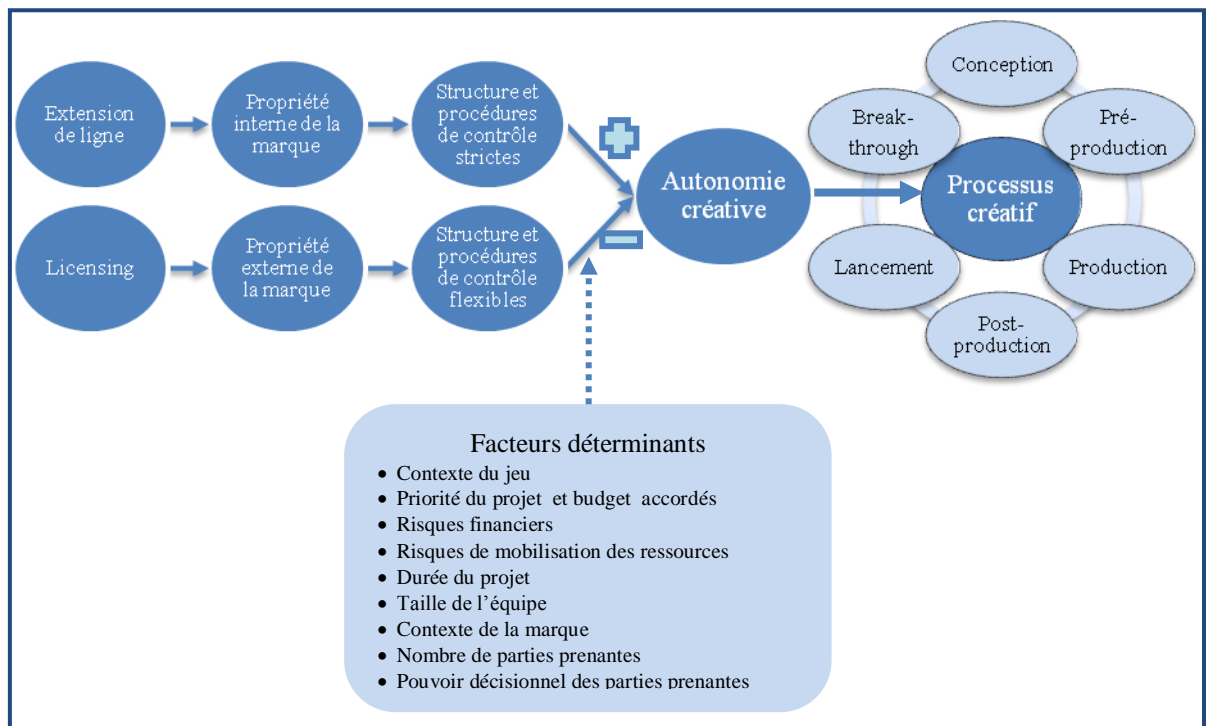 Extension
de ligne
Propriété
interne de la
marque
Structure et
procédures
de contrôle
strictes
Licensing
Propriété
externe de
la marque
Structure et
procédures
de contrôle
flexibles
Autonomie
créative
Processus
créatif
Conception
Pré-
production
Production
Post-
production
Lancement
Break-
through
Facteurs déterminants
• Contexte du jeu
• Priorité du projet et budget accordés
• Risques financiers
• Risques de mobilisation des ressources
• Durée du projet
• Taille de l’équipe
• Contexte de la marque
• Nombre de parties prenantes
• Pouvoir décisionnel des parties prenantes